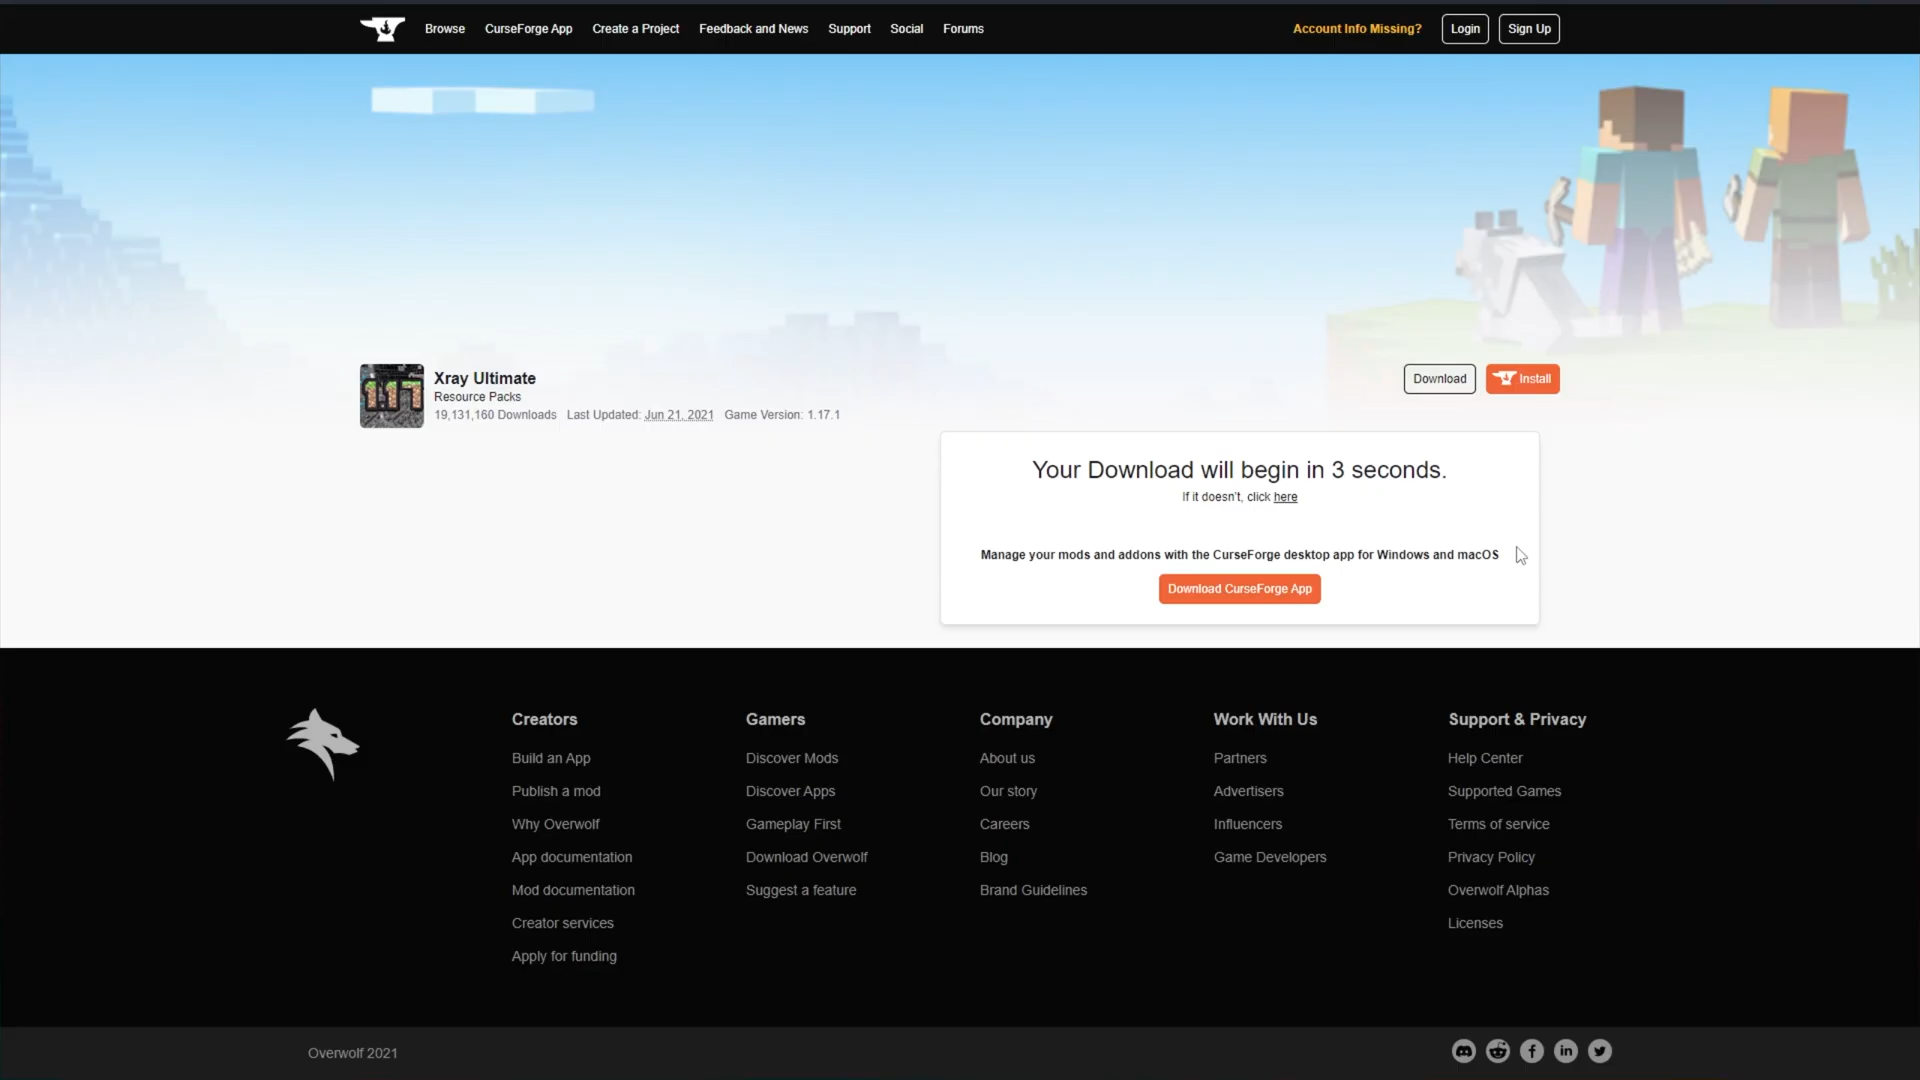 Browse
CurseForge App
Create a Project
Feedback and News
Support
Social
Forums
Account Info Missing?
Login
Sign Up
Xray Ultimate
Resource Packs
19,131,160 Downloads Last Updated: Jun 21, 2021 Game Version: 1.17.1
Download
Install
Your Download will begin in 3 seconds.
If it doesn't, click here
Manage your mods and addons with the CurseForge desktop app for Windows and macOS
Download CurseForge App
Creators
Build an App
Publish a mod
Why Overwolf
App documentation
Mod documentation
Creator services
Apply for funding
Gamers
Discover Mods
Discover Apps
Gameplay First
Download Overwolf
Suggest a feature
Company
About us
Our story
Careers
Blog
Brand Guidelines
Work With Us
Partners
Advertisers
Influencers
Game Developers
Support & Privacy
Help Center
Supported Games
Terms of service
Privacy Policy
Overwolf Alphas
Licenses
Overwolf 2021